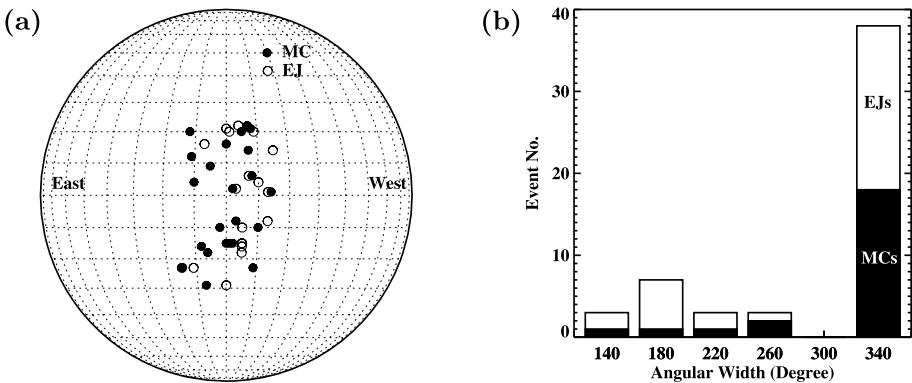 (a)
MC
EJ
East
West
(b)
40
30
20
10
0
Event No.
EJs
MCs
140 180 220 260 300 340
Angular Width (Degree)